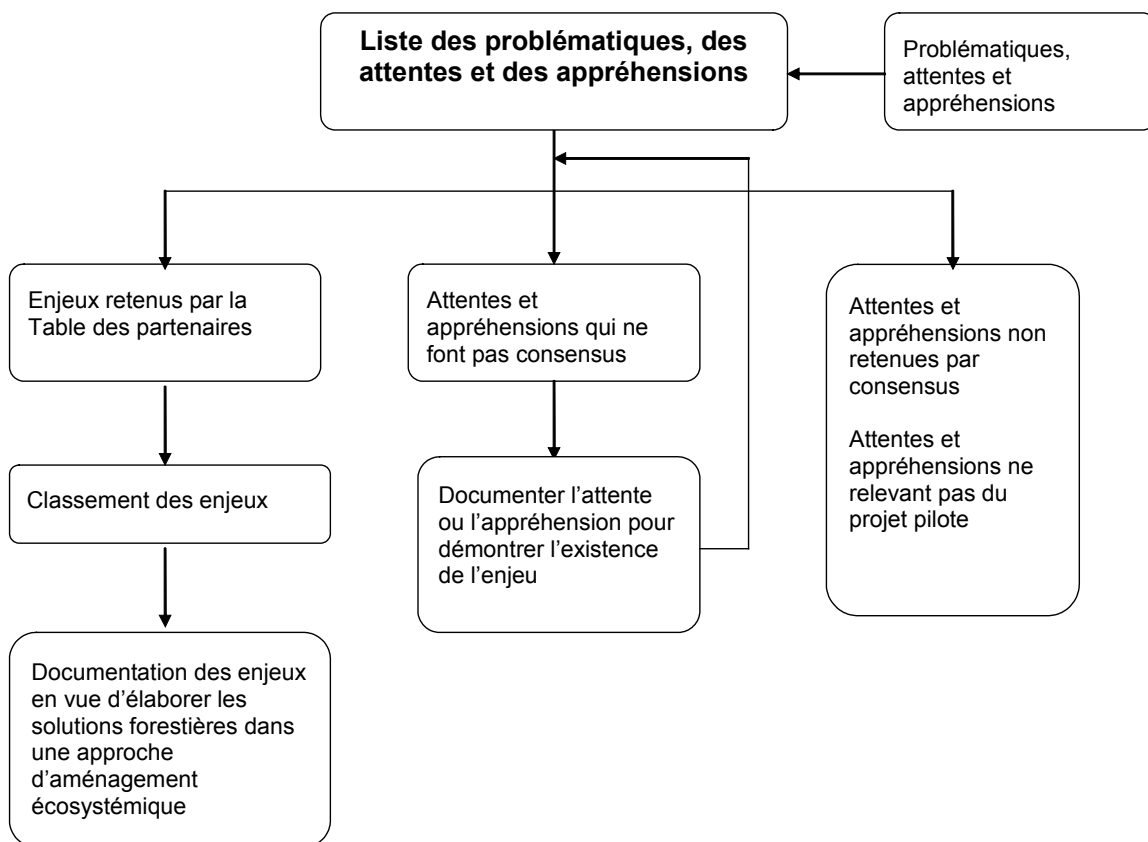 Liste des problématiques, des
attentes et des appréhensions
Problématiques,
attentes et
appréhensions
Enjeux retenus par la
Table des partenaires
Attentes et
appréhensions qui ne
font pas consensus
Attentes et
appréhensions non
retenues par
consensus
Attentes et
appréhensions ne
relevant pas du
projet pilote
Classement des enjeux
Documenter l’attente
ou l’appréhension pour
démontrer l’existence
de l’enjeu
Documentation des enjeux
en vue d’élaborer les
solutions forestières dans
une approche
d’aménagement
écosystémique